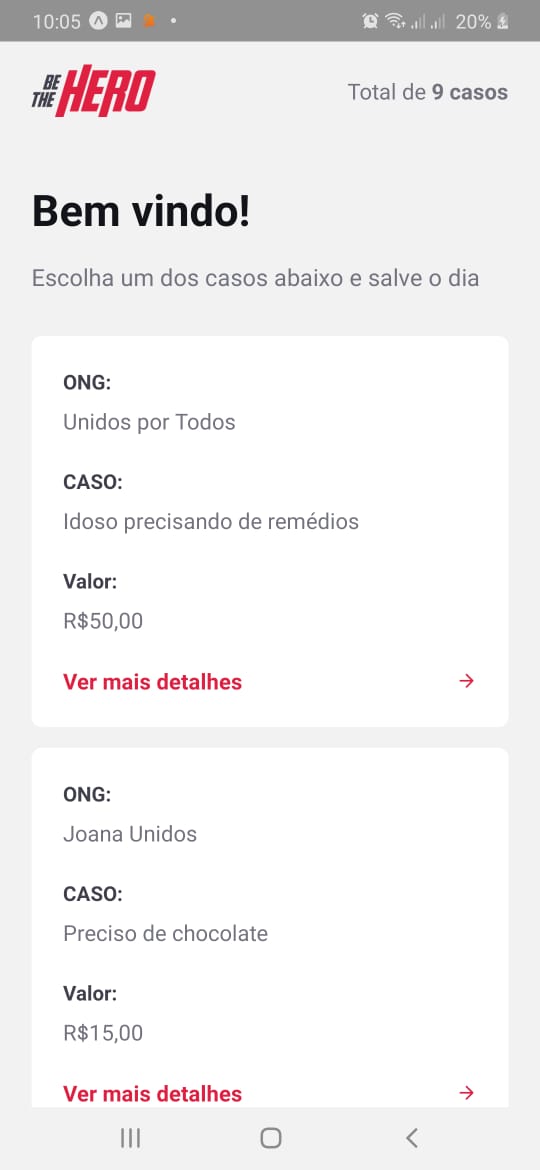 10:05
20%
BE THE HERO
Total de 9 casos
Bem vindo!
Escolha um dos casos abaixo e salve o dia
ONG:
Unidos por Todos
CASO:
Idoso precisando de remédios
Valor:
R$50,00
Ver mais detalhes
ONG:
Joana Unidos
CASO:
Preciso de chocolate
Valor:
R$15,00
Ver mais detalhes